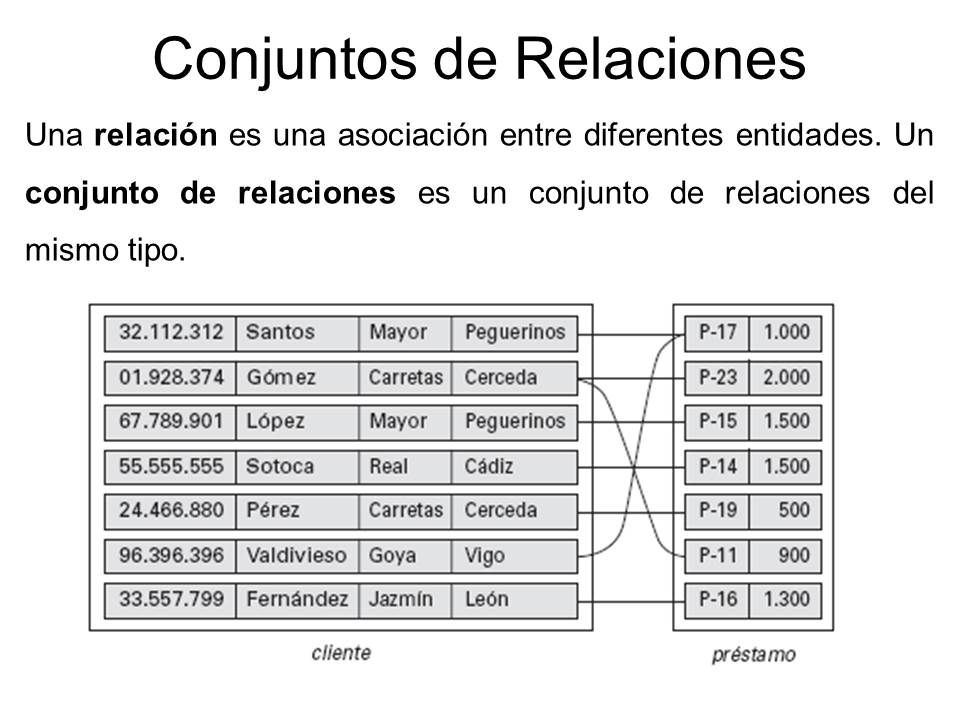 Conjuntos de Relaciones
Una relación es una asociación entre diferentes entidades. Un
conjunto de relaciones es un conjunto de relaciones del
mismo tipo.
32.112.312 Santos Mayor Peguerinos P-17 1.000
01.928.374 Gómez Carretas Cerceda P-23 2.000
67.789.901 López Mayor Peguerinos P-15 1.500
55.555.555 Sotoca Real Cádiz P-14 1.500
24.466.880 Pérez Carretas Cerceda P-19 500
96.396.396 Valdivieso Goya Vigo P-11 900
33.557.799 Fernández Jazmín León P-16 1.300
cliente préstamo